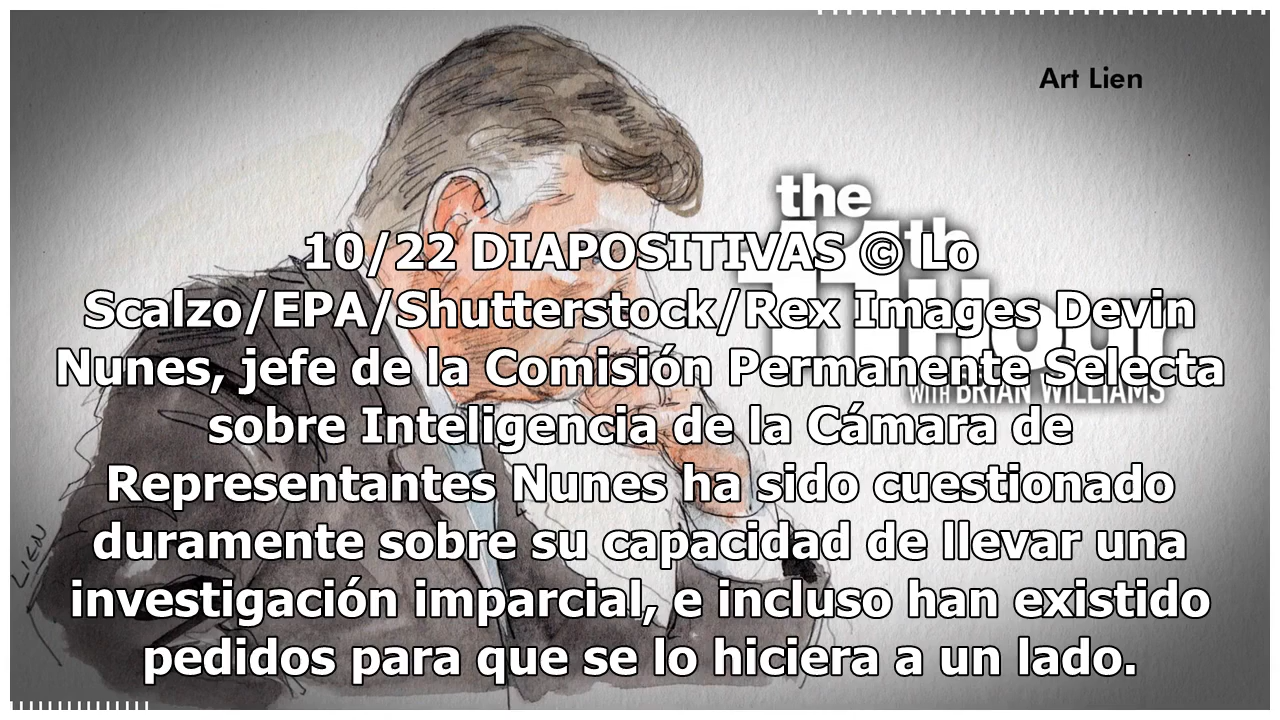 Art Lien
the
11th
Hour
WITH BRIAN WILLIAMS
10/22 DIAPOSITIVAS © Lo
Scalzo/EPA/Shutterstock/Rex Images Devin
Nunes, jefe de la Comisión Permanente Selecta
sobre Inteligencia de la Cámara de
Representantes Nunes ha sido cuestionado
duramente sobre su capacidad de llevar una
investigación imparcial, e incluso han existido
pedidos para que se lo hiciera a un lado.
LIEN